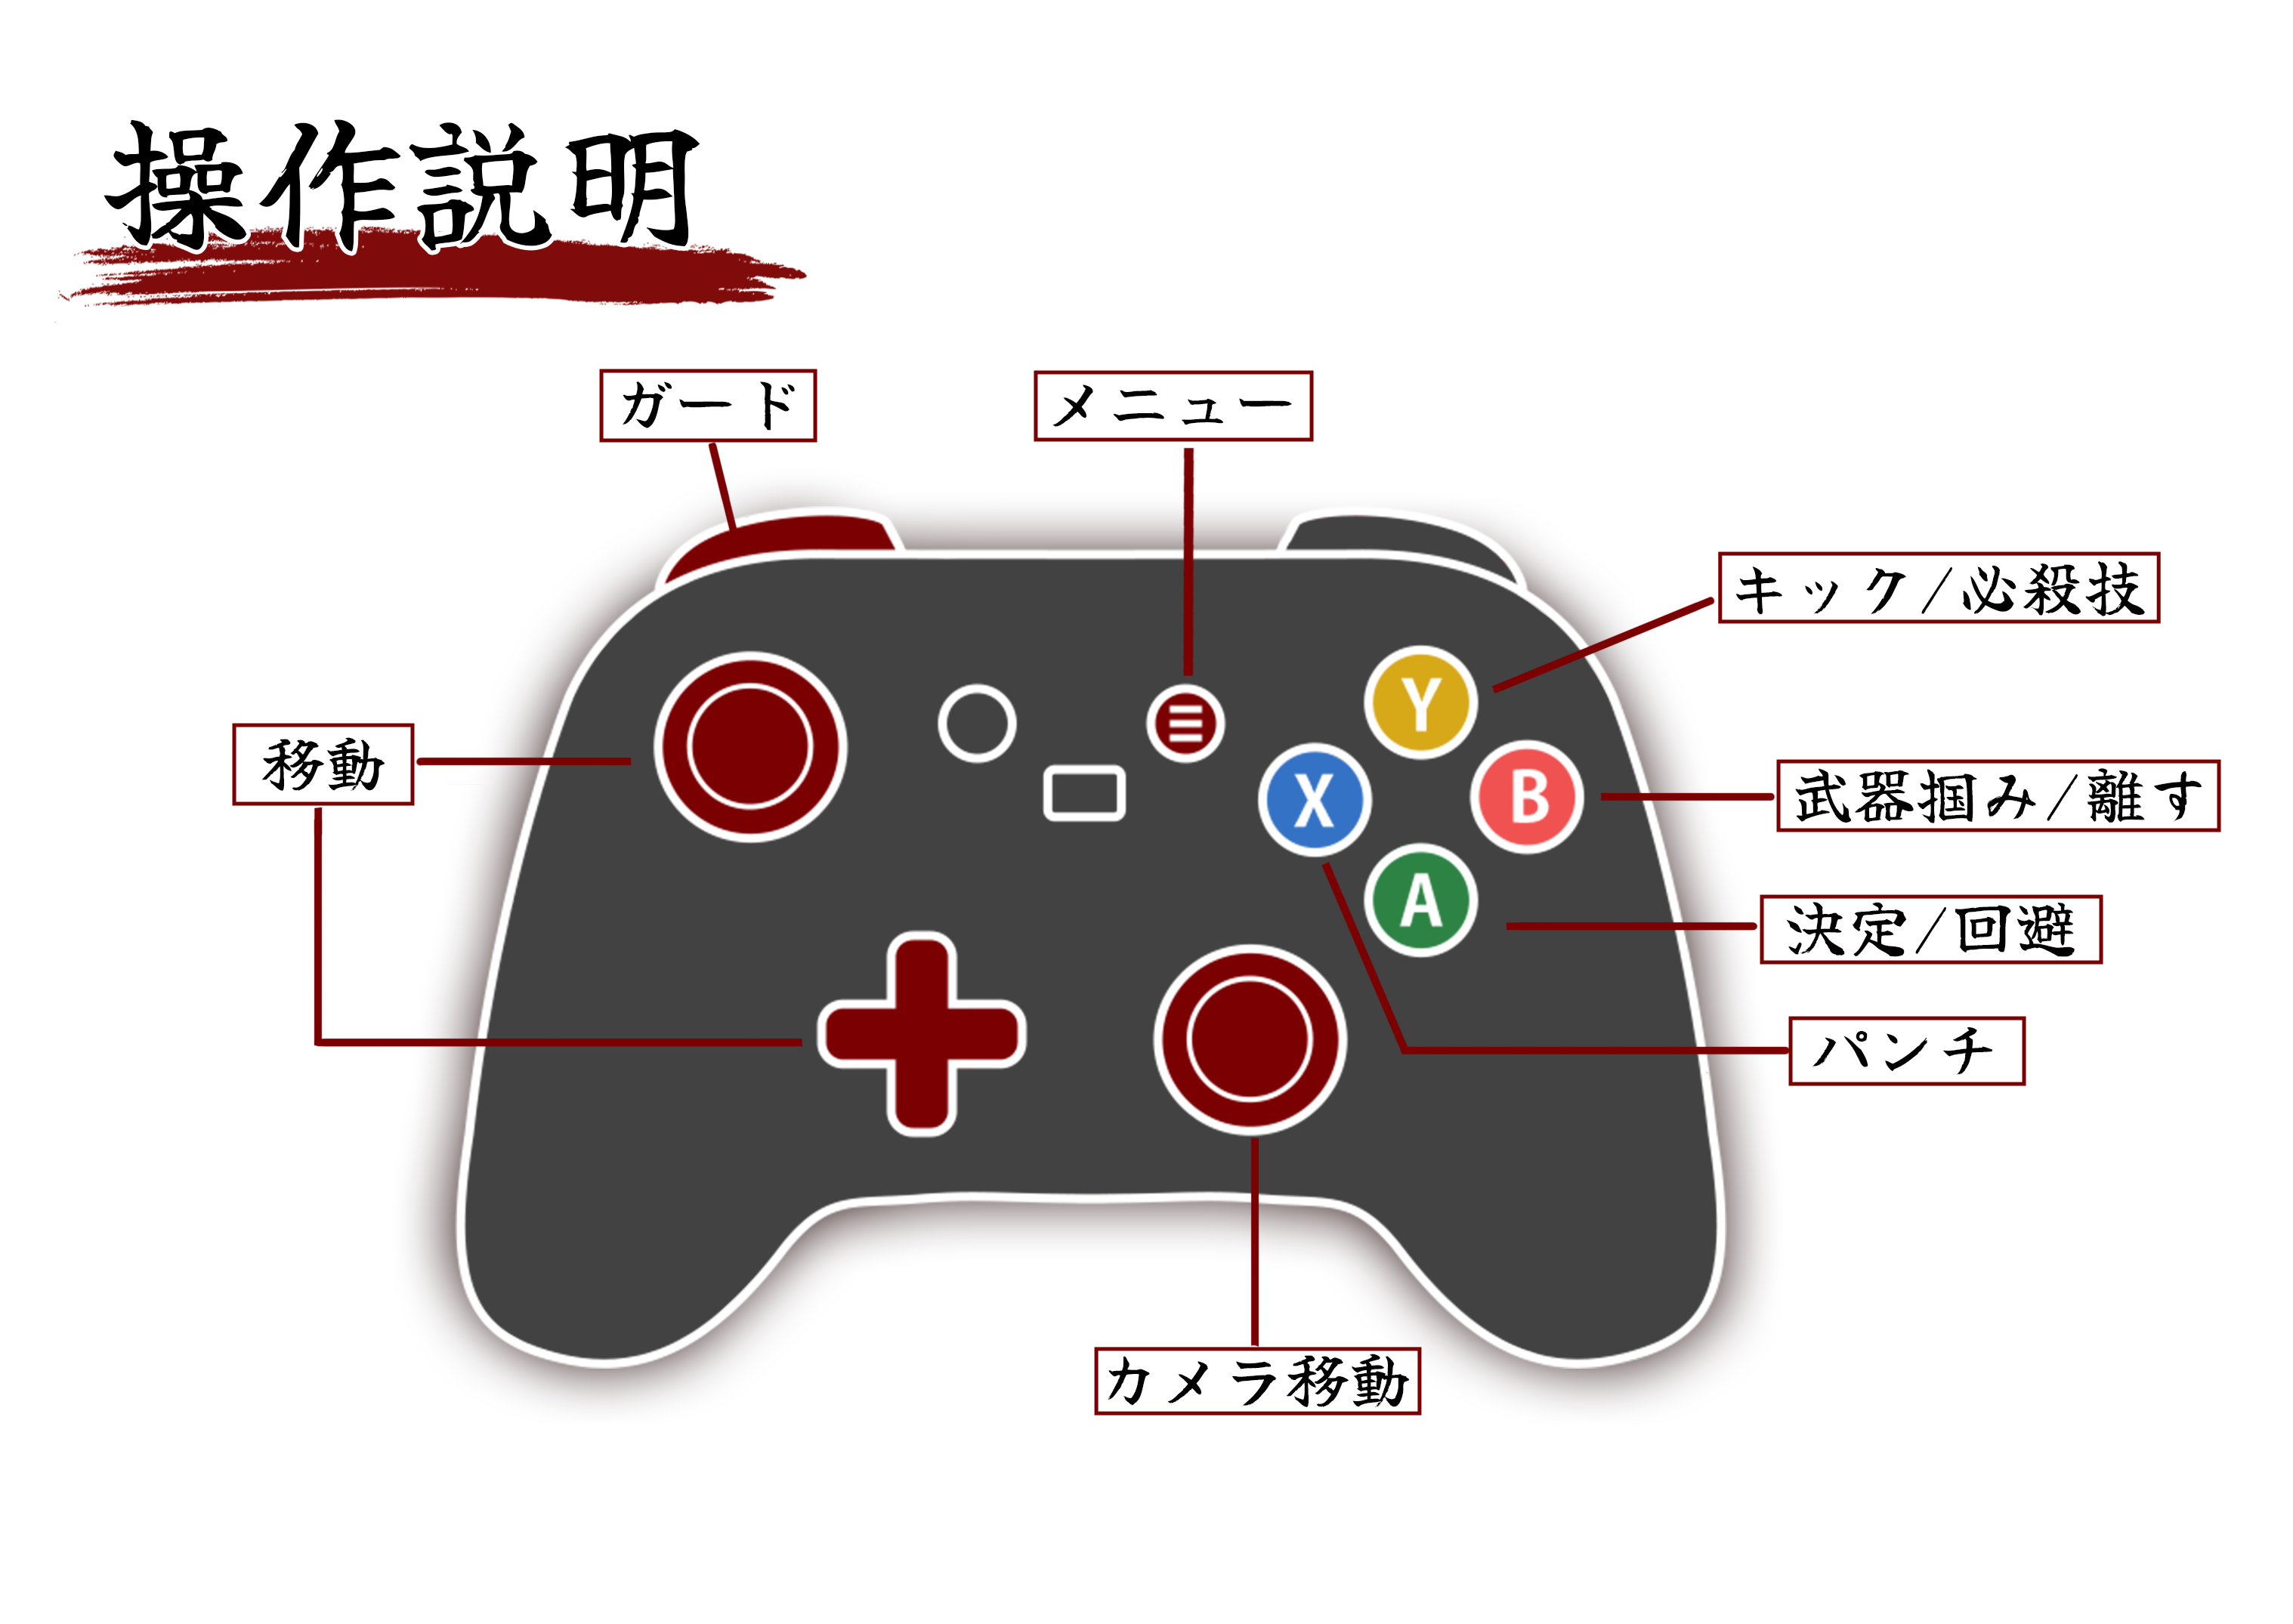 操作説明
ガード
メニュー
キック/必殺技
移動
Y
X
B
武器掴み/離す
A
決定/回避
パンチ
カメラ移動